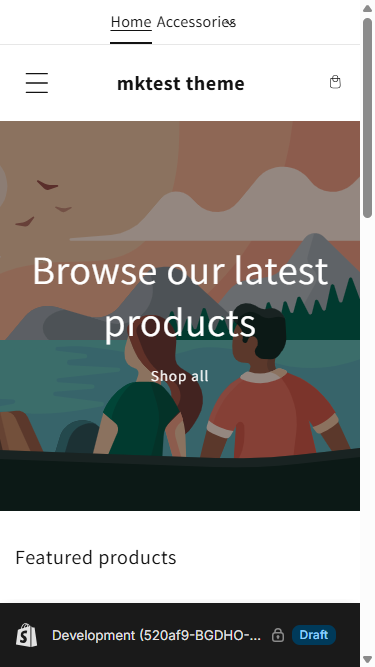 Home Accessories
mktest theme
Browse our latest
products
Shop all
Featured products
Development (520af9-BGDHO-... Draft